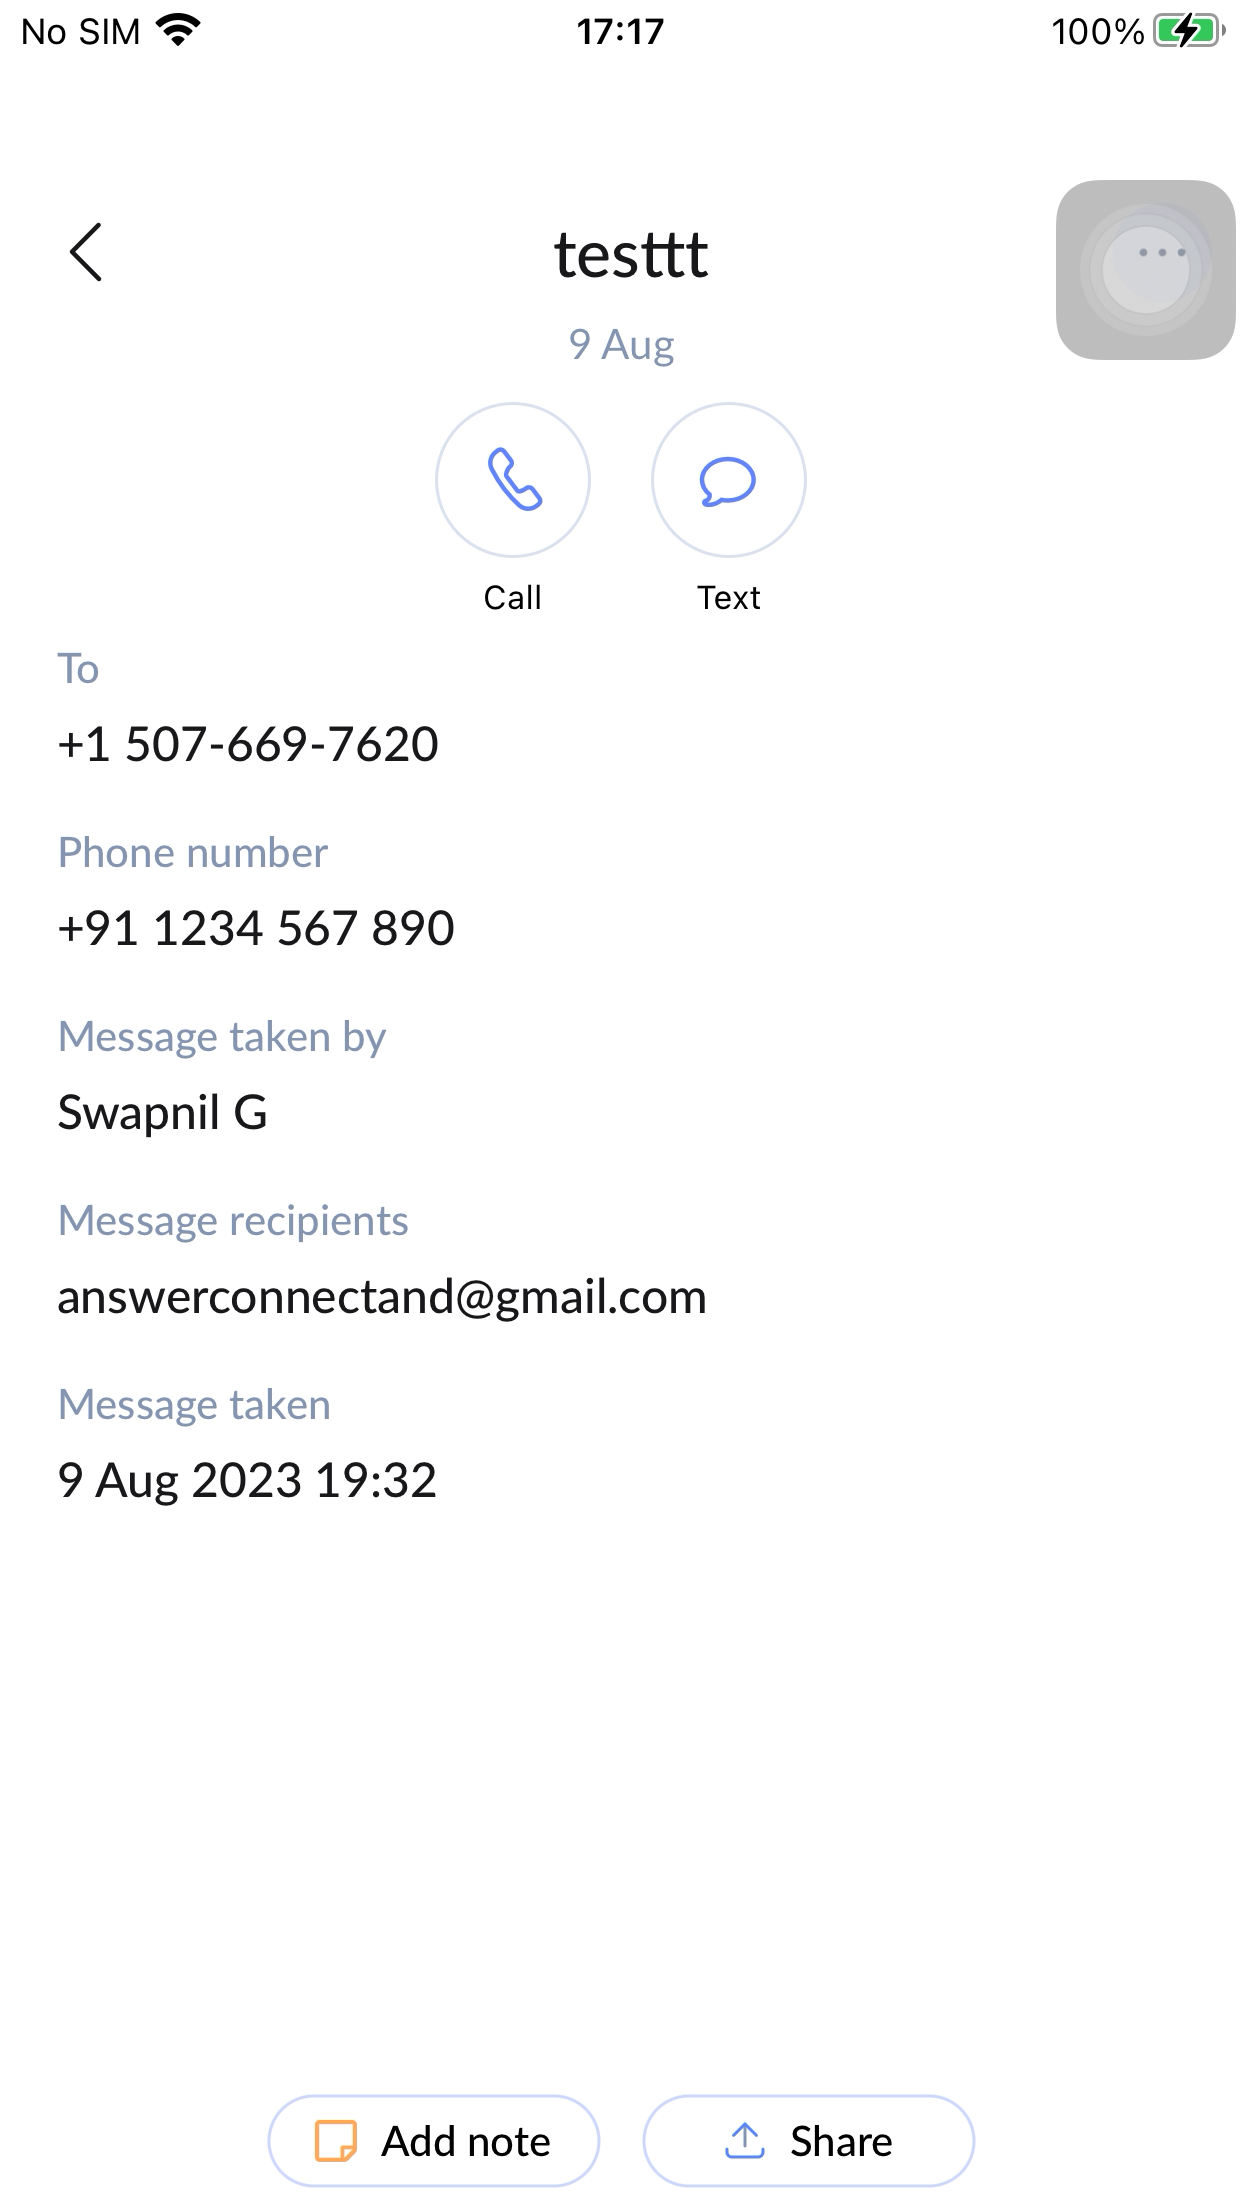 No SIM 17:17 100%
testtt
9 Aug
Call Text
To
+1 507-669-7620
Phone number
+91 1234 567 890
Message taken by
Swapnil G
Message recipients
answerconnectand@gmail.com
Message taken
9 Aug 2023 19:32
Add note Share